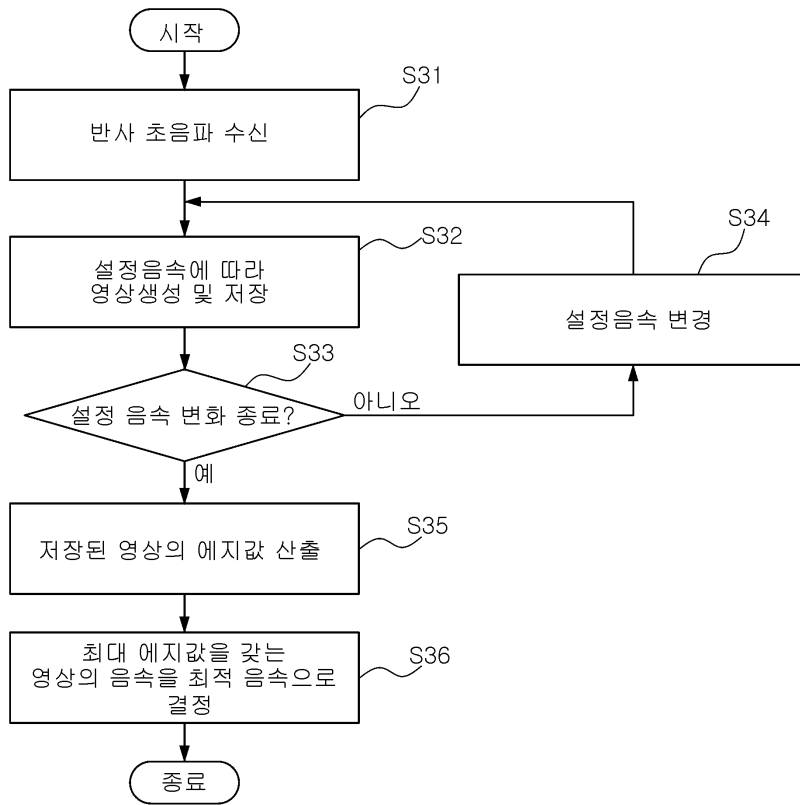 시작
S31
반사 초음파 수신
S34
S32
설정음속에 따라
영상생성 및 저장
설정음속 변경
S33
설정 음속 변화 종료?
아니오
예
S35
저장된 영상의 에지값 산출
S36
최대 에지값을 갖는
영상의 음속을 최적 음속으로
결정
종료